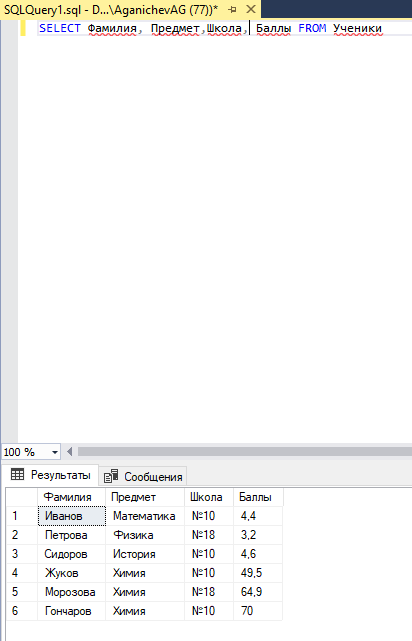 SQLQuery1.sql - D...\AganichevAG (77))*
SELECT Фамилия, Предмет,Школа, Баллы FROM Ученики
100 %
Результаты Сообщения
Фамилия Предмет Школа Баллы
1 Иванов Математика №10 4,4
2 Петрова Физика №18 3,2
3 Сидоров История №10 4,6
4 Жуков Химия №10 49,5
5 Морозова Химия №18 64,9
6 Гончаров Химия №10 70